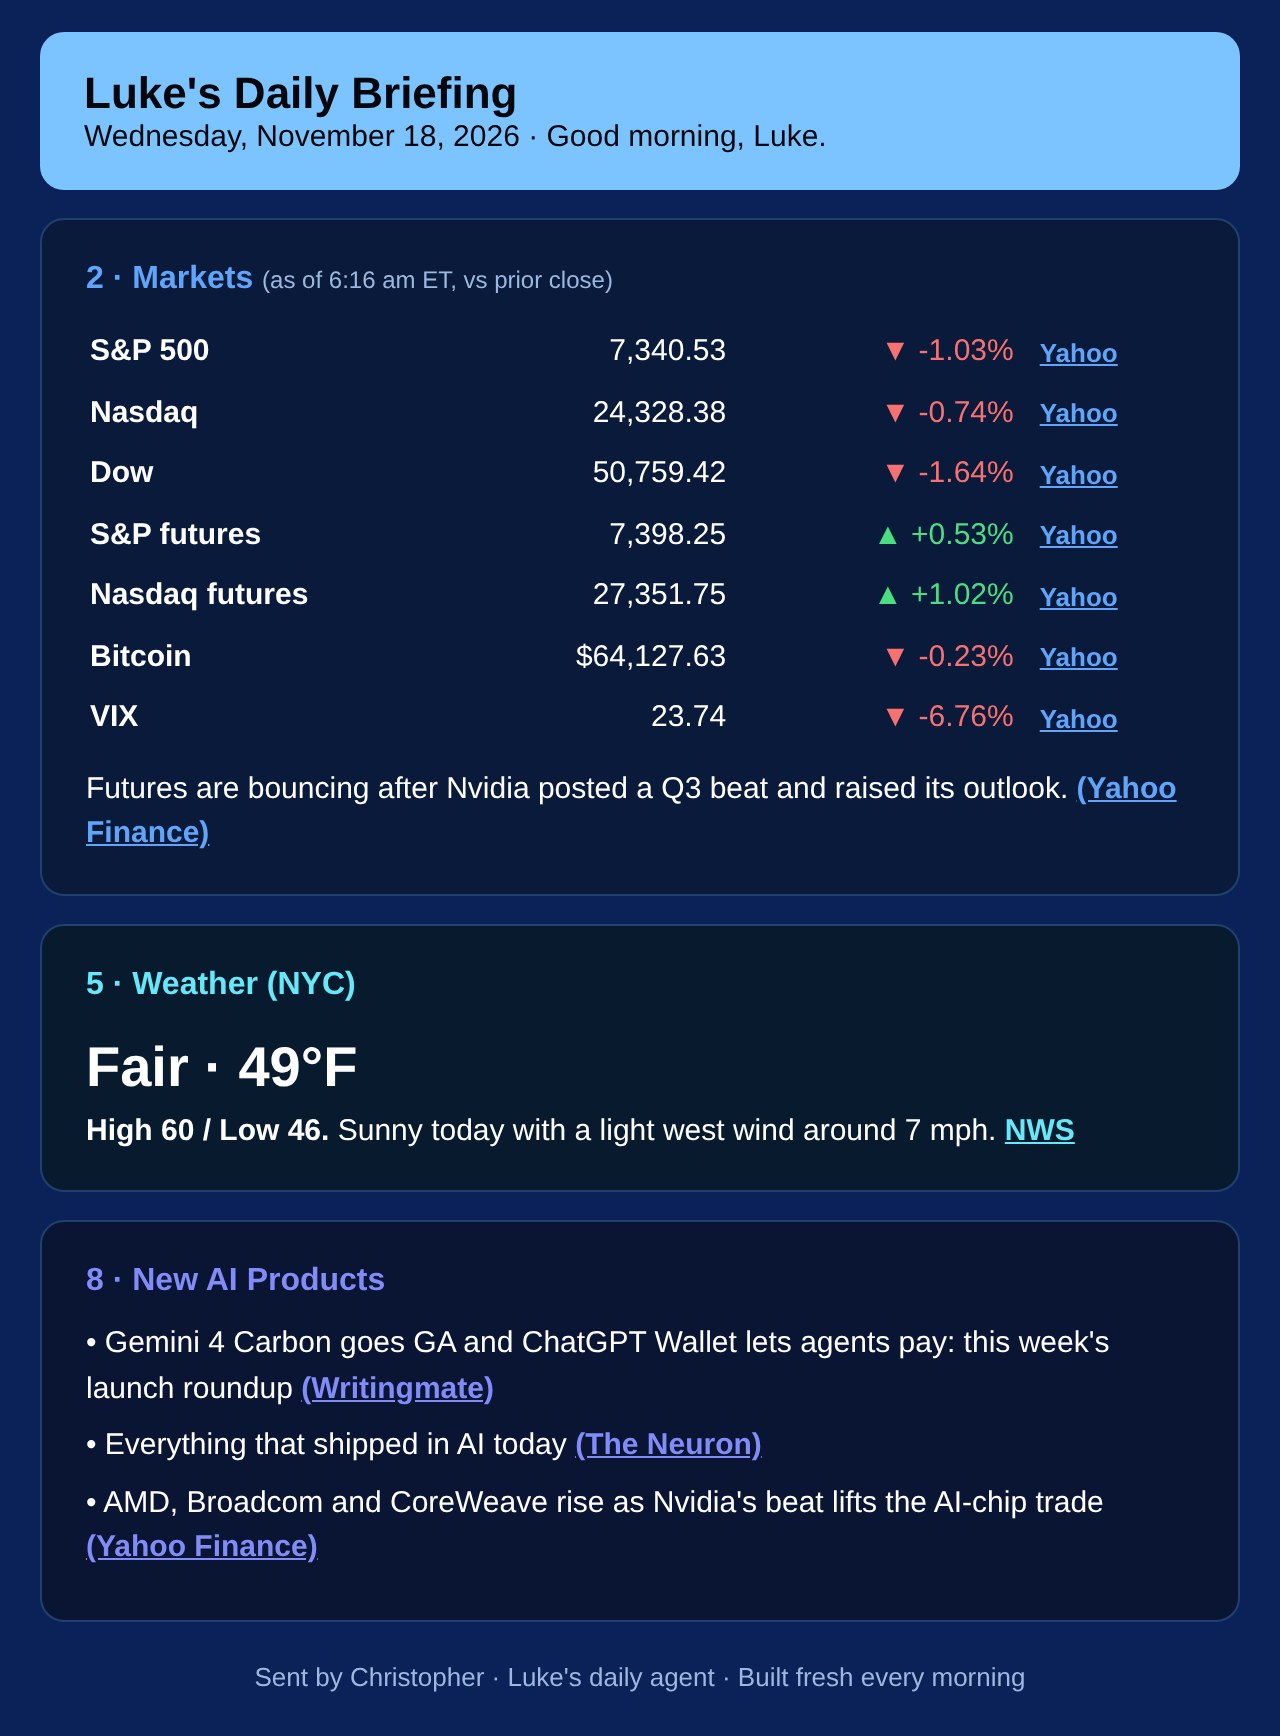 Luke's Daily Briefing
Wednesday, November 18, 2026 · Good morning, Luke.
2 · Markets (as of 6:16 am ET, vs prior close)
S&P 500 7,340.53 ▼ -1.03% Yahoo
Nasdaq 24,328.38 ▼ -0.74% Yahoo
Dow 50,759.42 ▼ -1.64% Yahoo
S&P futures 7,398.25 ▲ +0.53% Yahoo
Nasdaq futures 27,351.75 ▲ +1.02% Yahoo
Bitcoin $64,127.63 ▼ -0.23% Yahoo
VIX 23.74 ▼ -6.76% Yahoo
Futures are bouncing after Nvidia posted a Q3 beat and raised its outlook. (Yahoo
Finance)
5 · Weather (NYC)
Fair · 49°F
High 60 / Low 46. Sunny today with a light west wind around 7 mph. NWS
8 · New AI Products
• Gemini 4 Carbon goes GA and ChatGPT Wallet lets agents pay: this week's
launch roundup (Writingmate)
• Everything that shipped in AI today (The Neuron)
• AMD, Broadcom and CoreWeave rise as Nvidia's beat lifts the AI-chip trade
(Yahoo Finance)
Sent by Christopher · Luke's daily agent · Built fresh every morning